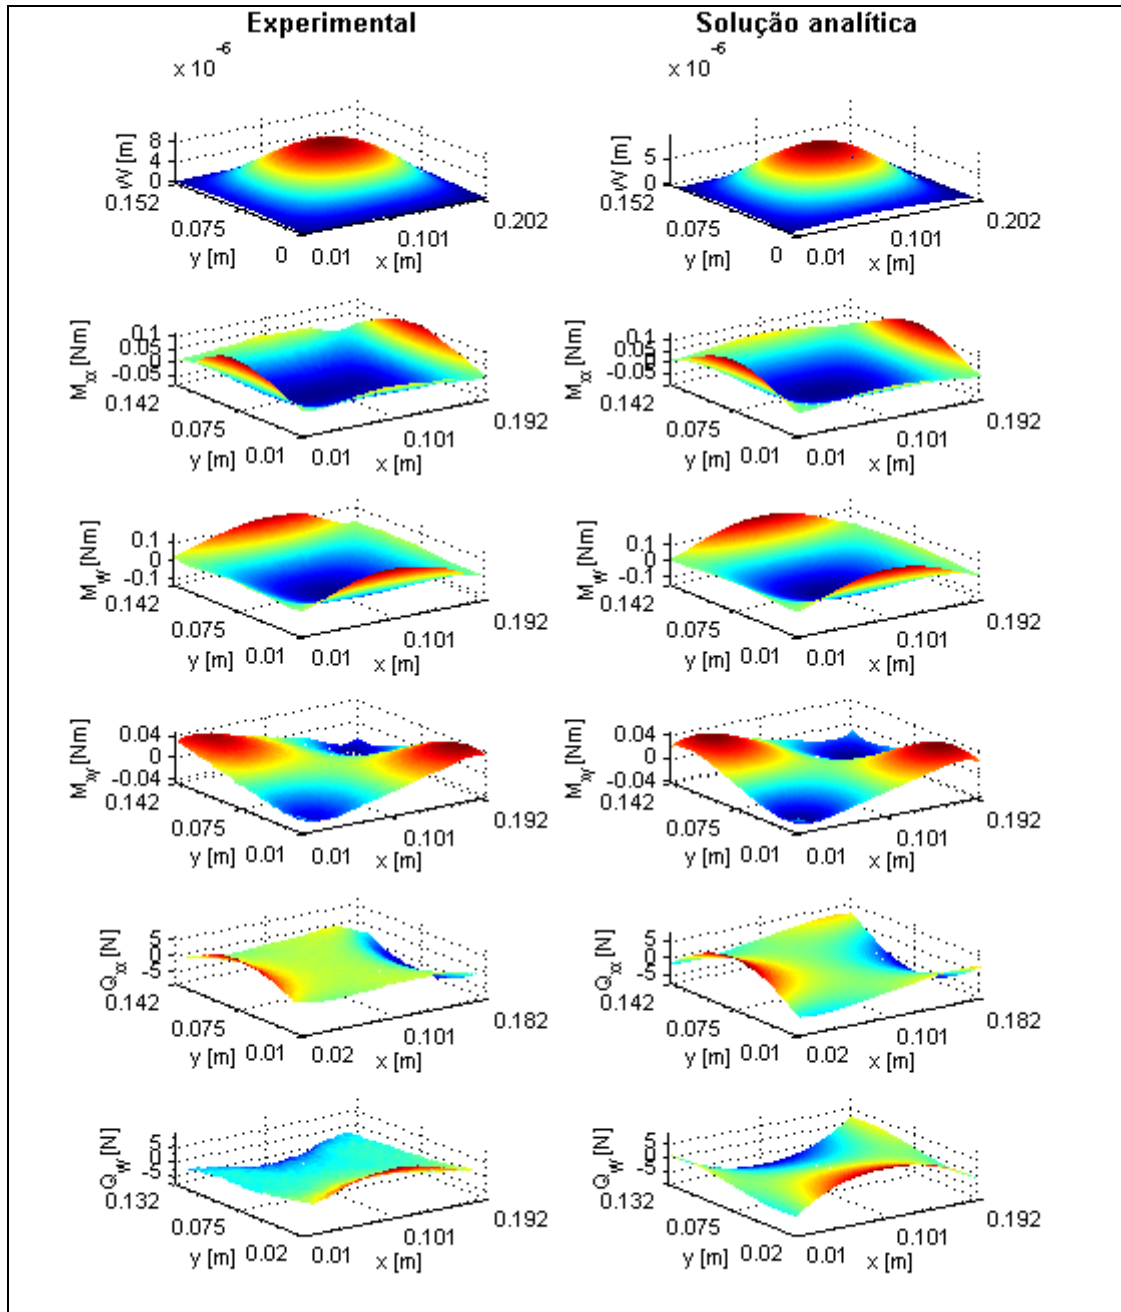 Experimental Solução analítica
x 10^-6 x 10^-6
W [m] 8 4 0 0.152 0.075 0 y [m] 0.01 0.101 0.202 x [m]
W [m] 5 0 0.152 0.075 0 y [m] 0.01 0.101 0.202 x [m]
M_xx [Nm] 0.1 0.05 0 -0.05 0.142 0.075 0.01 y [m] 0.01 0.101 0.192 x [m]
M_xx [Nm] 0.1 0.05 0 -0.05 0.142 0.075 0.01 y [m] 0.01 0.101 0.192 x [m]
M_yy [Nm] 0.1 0 -0.1 0.142 0.075 0.01 y [m] 0.01 0.101 0.192 x [m]
M_yy [Nm] 0.1 0 -0.1 0.142 0.075 0.01 y [m] 0.01 0.101 0.192 x [m]
M_xy [Nm] 0.04 0 -0.04 0.142 0.075 0.01 y [m] 0.01 0.101 0.192 x [m]
M_xy [Nm] 0.04 0 -0.04 0.142 0.075 0.01 y [m] 0.01 0.101 0.192 x [m]
Q_xx [N] 5 0 -5 0.142 0.075 0.01 y [m] 0.02 0.101 0.182 x [m]
Q_xx [N] 5 0 -5 0.142 0.075 0.01 y [m] 0.02 0.101 0.182 x [m]
Q_yy [N] 5 0 -5 0.132 0.075 0.02 y [m] 0.01 0.101 0.192 x [m]
Q_yy [N] 5 0 -5 0.132 0.075 0.02 y [m] 0.01 0.101 0.192 x [m]